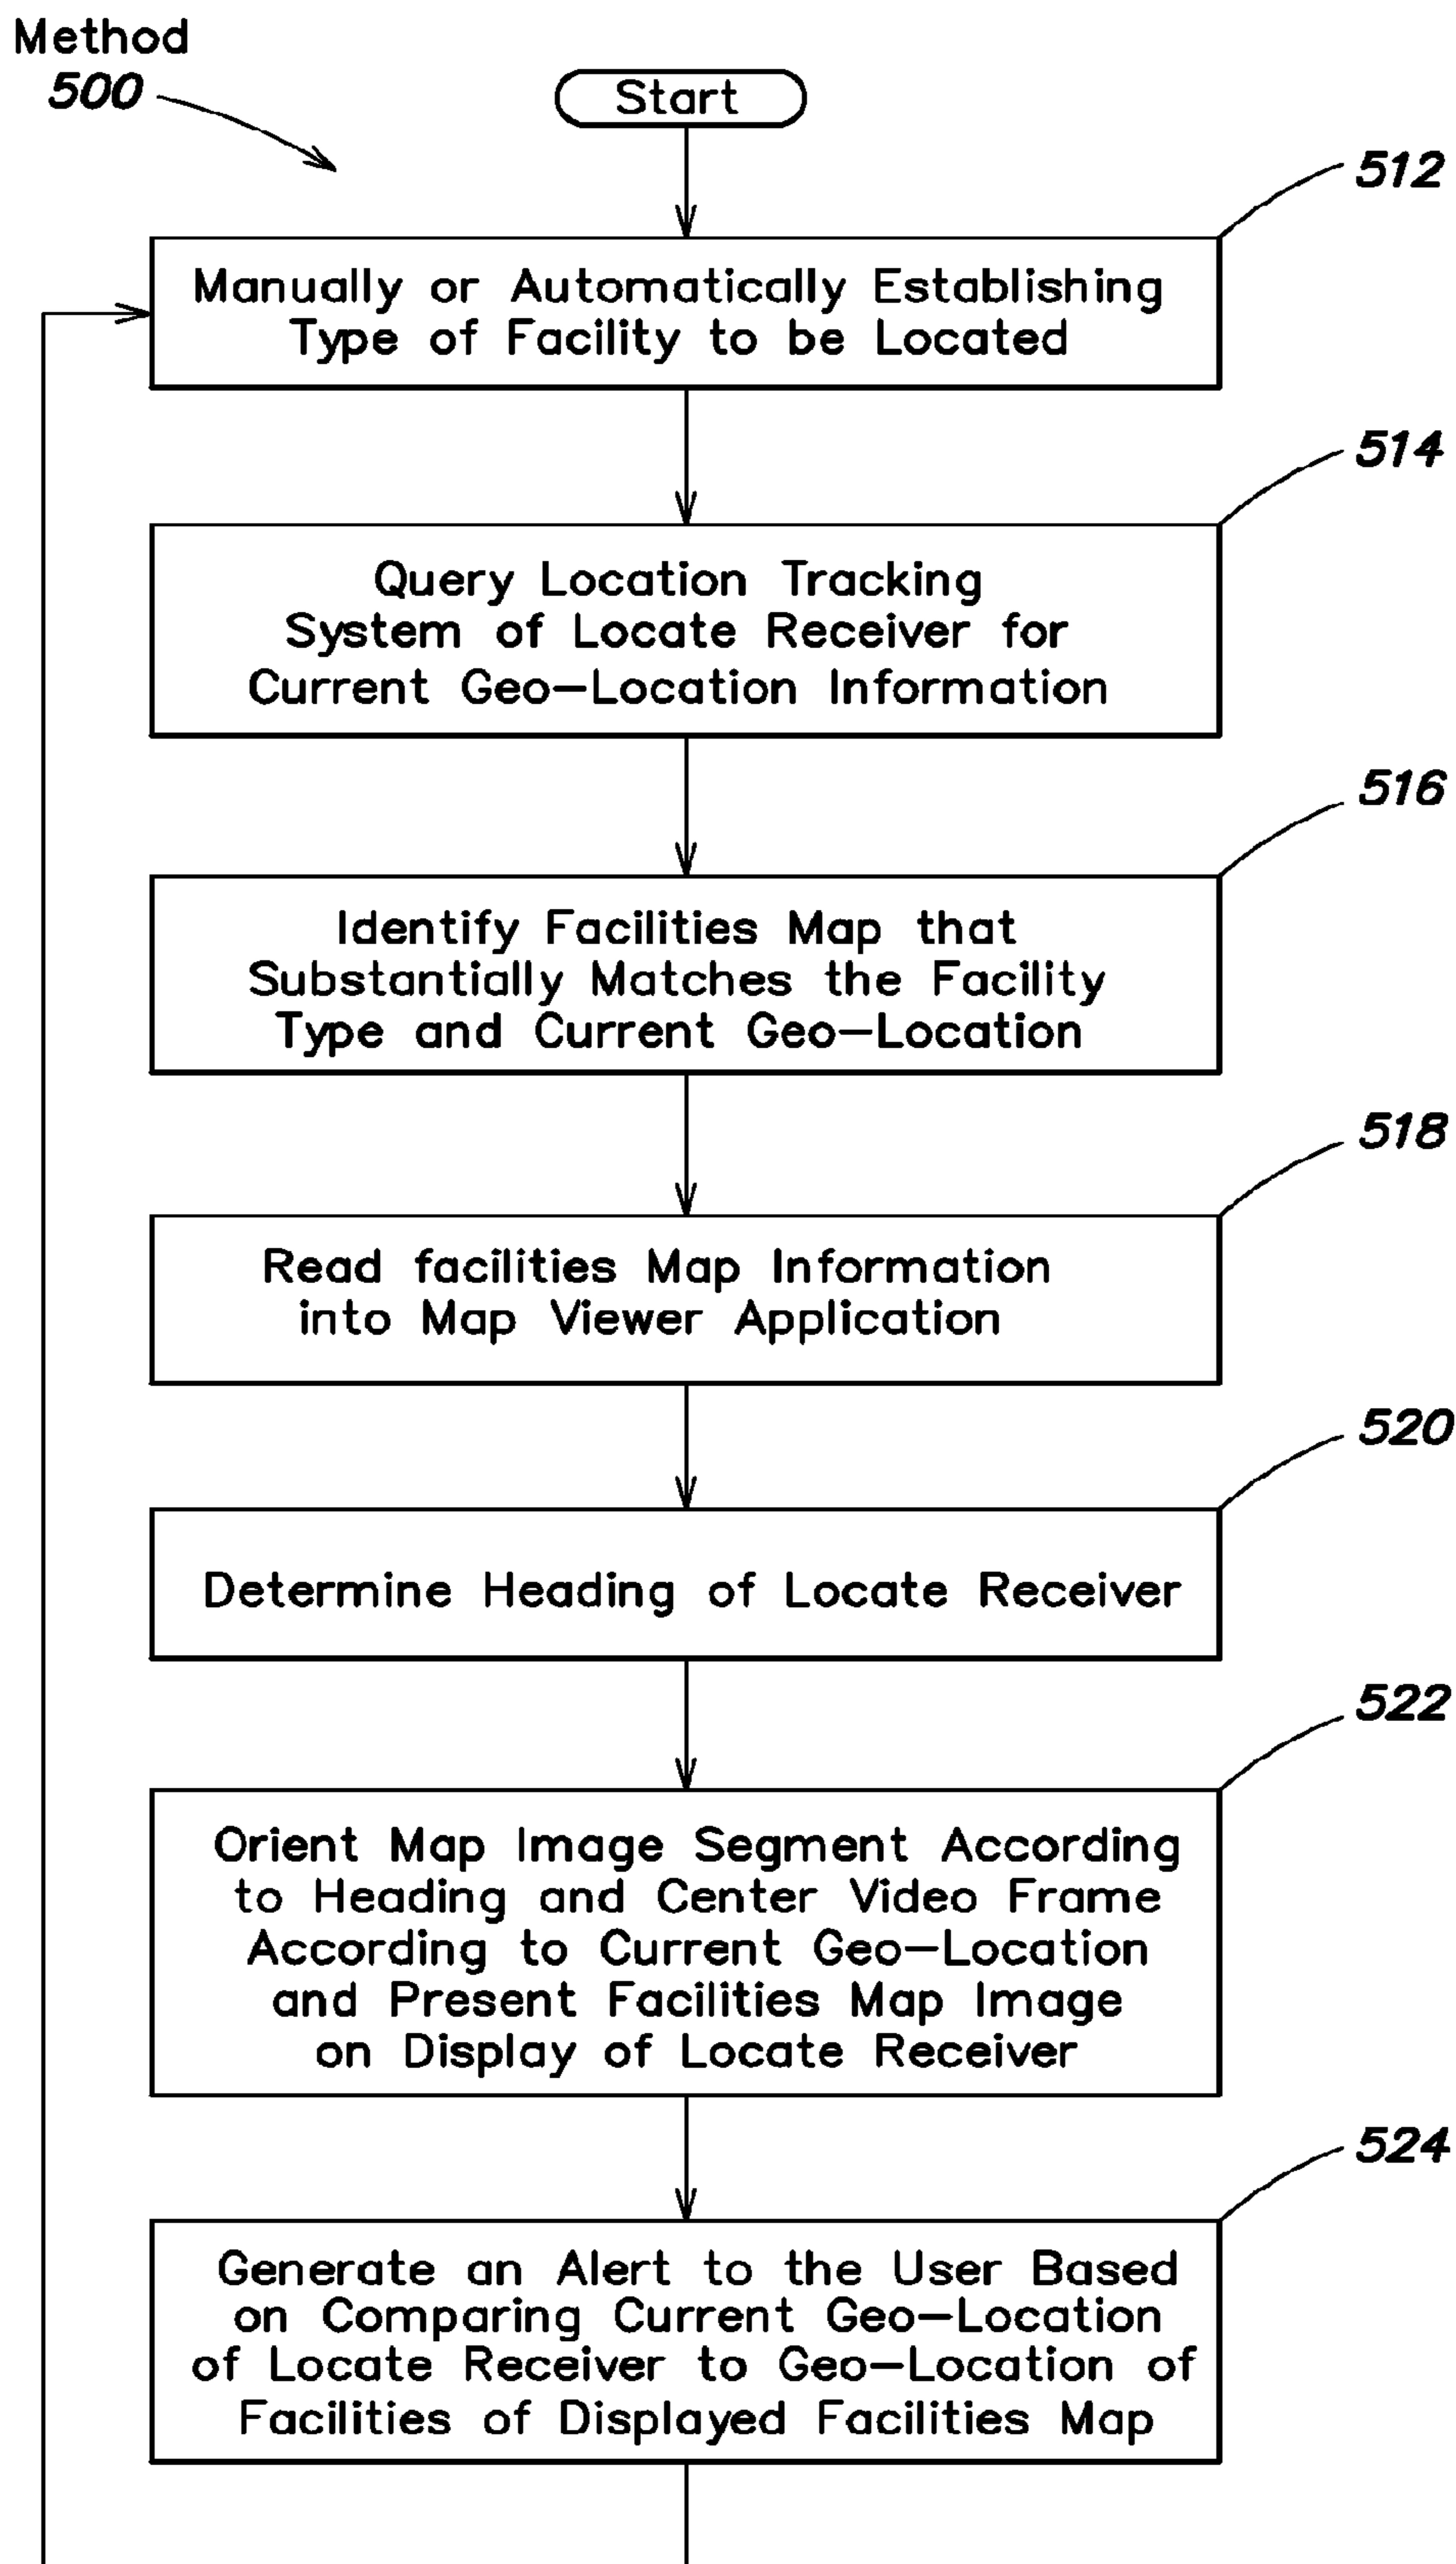 Method
500
Start
512
Manually or Automatically Establishing
Type of Facility to be Located
514
Query Location Tracking
System of Locate Receiver for
Current Geo-Location Information
516
Identify Facilities Map that
Substantially Matches the Facility
Type and Current Geo-Location
518
Read facilities Map Information
into Map Viewer Application
520
Determine Heading of Locate Receiver
522
Orient Map Image Segment According
to Heading and Center Video Frame
According to Current Geo-Location
and Present Facilities Map Image
on Display of Locate Receiver
524
Generate an Alert to the User Based
on Comparing Current Geo-Location
of Locate Receiver to Geo-Location of
Facilities of Displayed Facilities Map